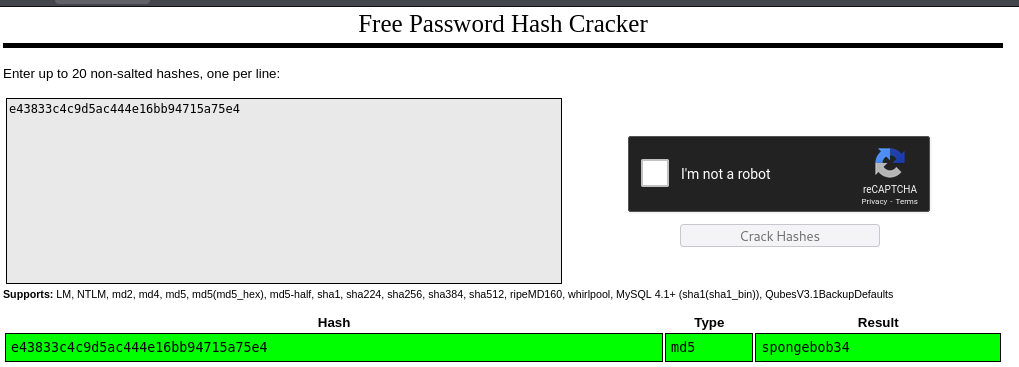 Free Password Hash Cracker
Enter up to 20 non-salted hashes, one per line:
e43833c4c9d5ac444e16bb94715a75e4
I'm not a robot
reCAPTCHA
Privacy - Terms
Crack Hashes
Supports: LM, NTLM, md2, md4, md5, md5(md5_hex), md5-half, sha1, sha224, sha256, sha384, sha512, ripeMD160, whirlpool, MySQL 4.1+ (sha1(sha1_bin)), QubesV3.1BackupDefaults
Hash Type Result
e43833c4c9d5ac444e16bb94715a75e4 md5 spongebob34